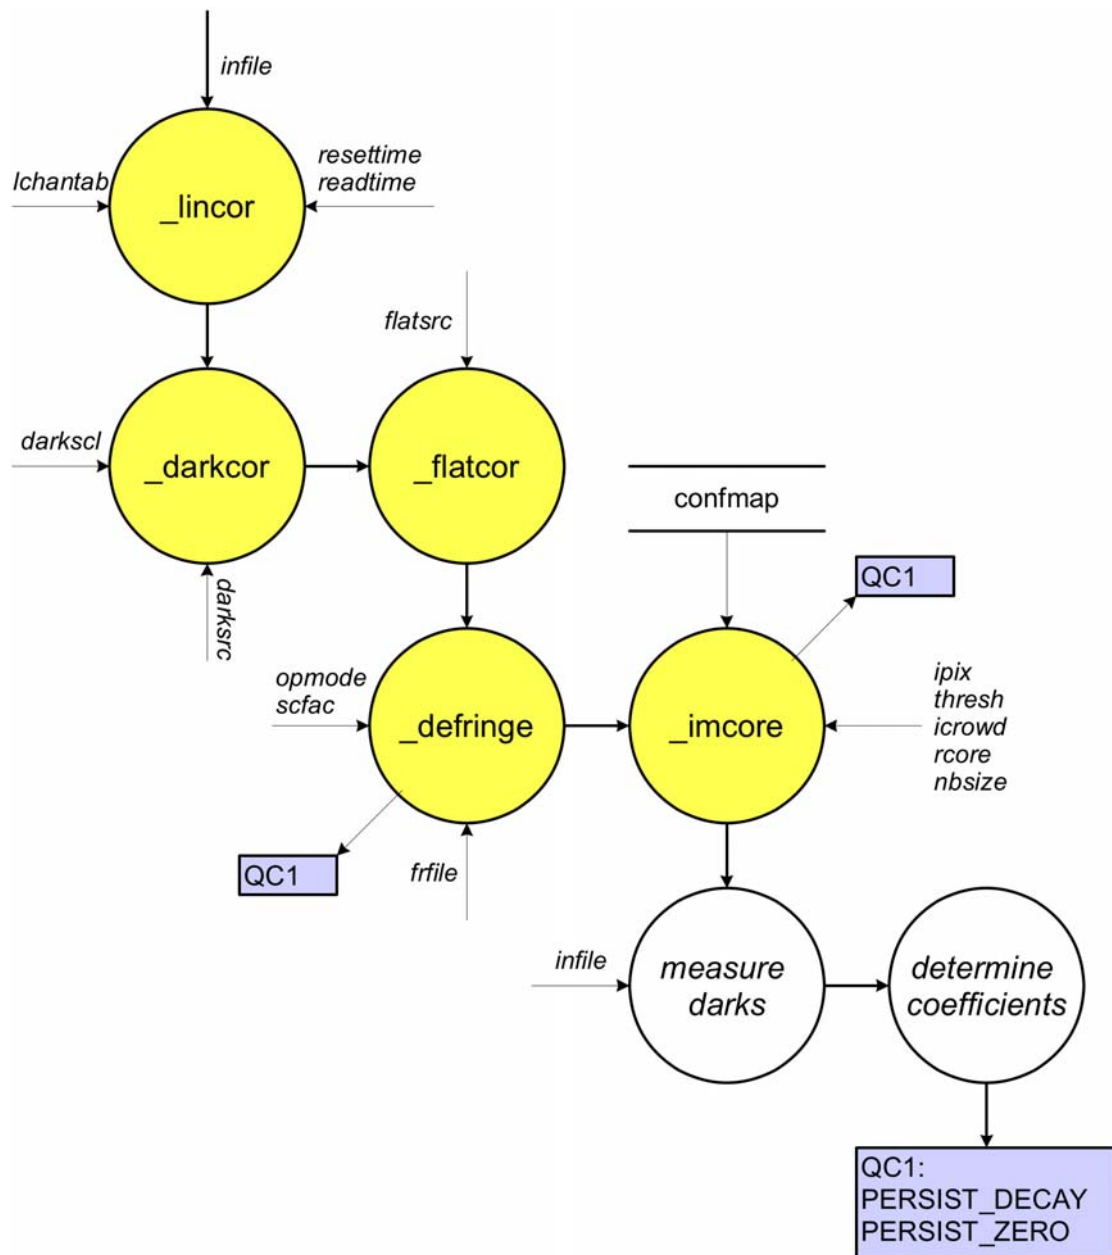 infile
lchantab
resettime
readtime
_lincor
flatsrc
darkscl
_darkcor
_flatcor
confmap
darksrc
QC1
opmode
scfac
_defringe
_imcore
ipix
thresh
icrowd
rcore
nbsize
QC1
frfile
infile
measure
darks
determine
coefficients
QC1:
PERSIST_DECAY
PERSIST_ZERO